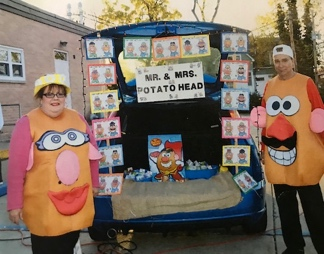 MR. & MRS.
POTATO HEAD